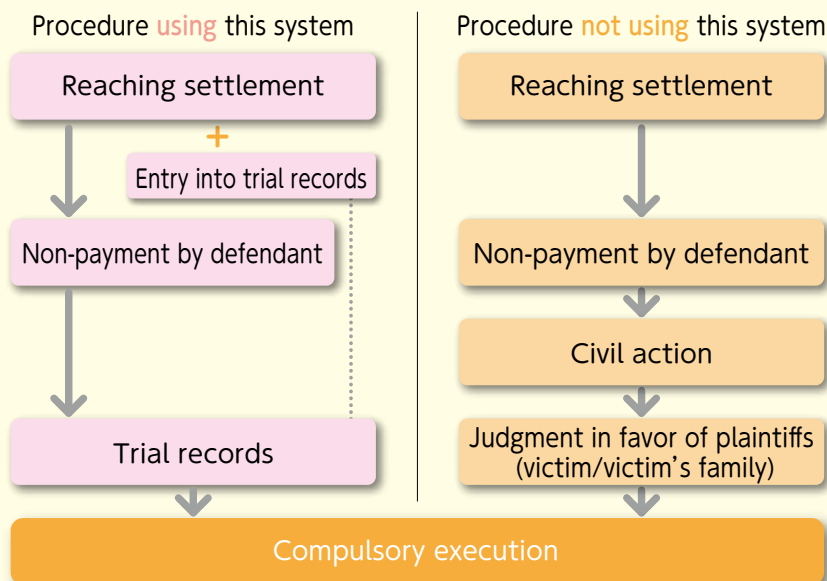 Procedure using this system
Reaching settlement
+
Entry into trial records
Non-payment by defendant
Trial records
Procedure not using this system
Reaching settlement
Non-payment by defendant
Civil action
Judgment in favor of plaintiffs
(victim/victim's family)
Compulsory execution